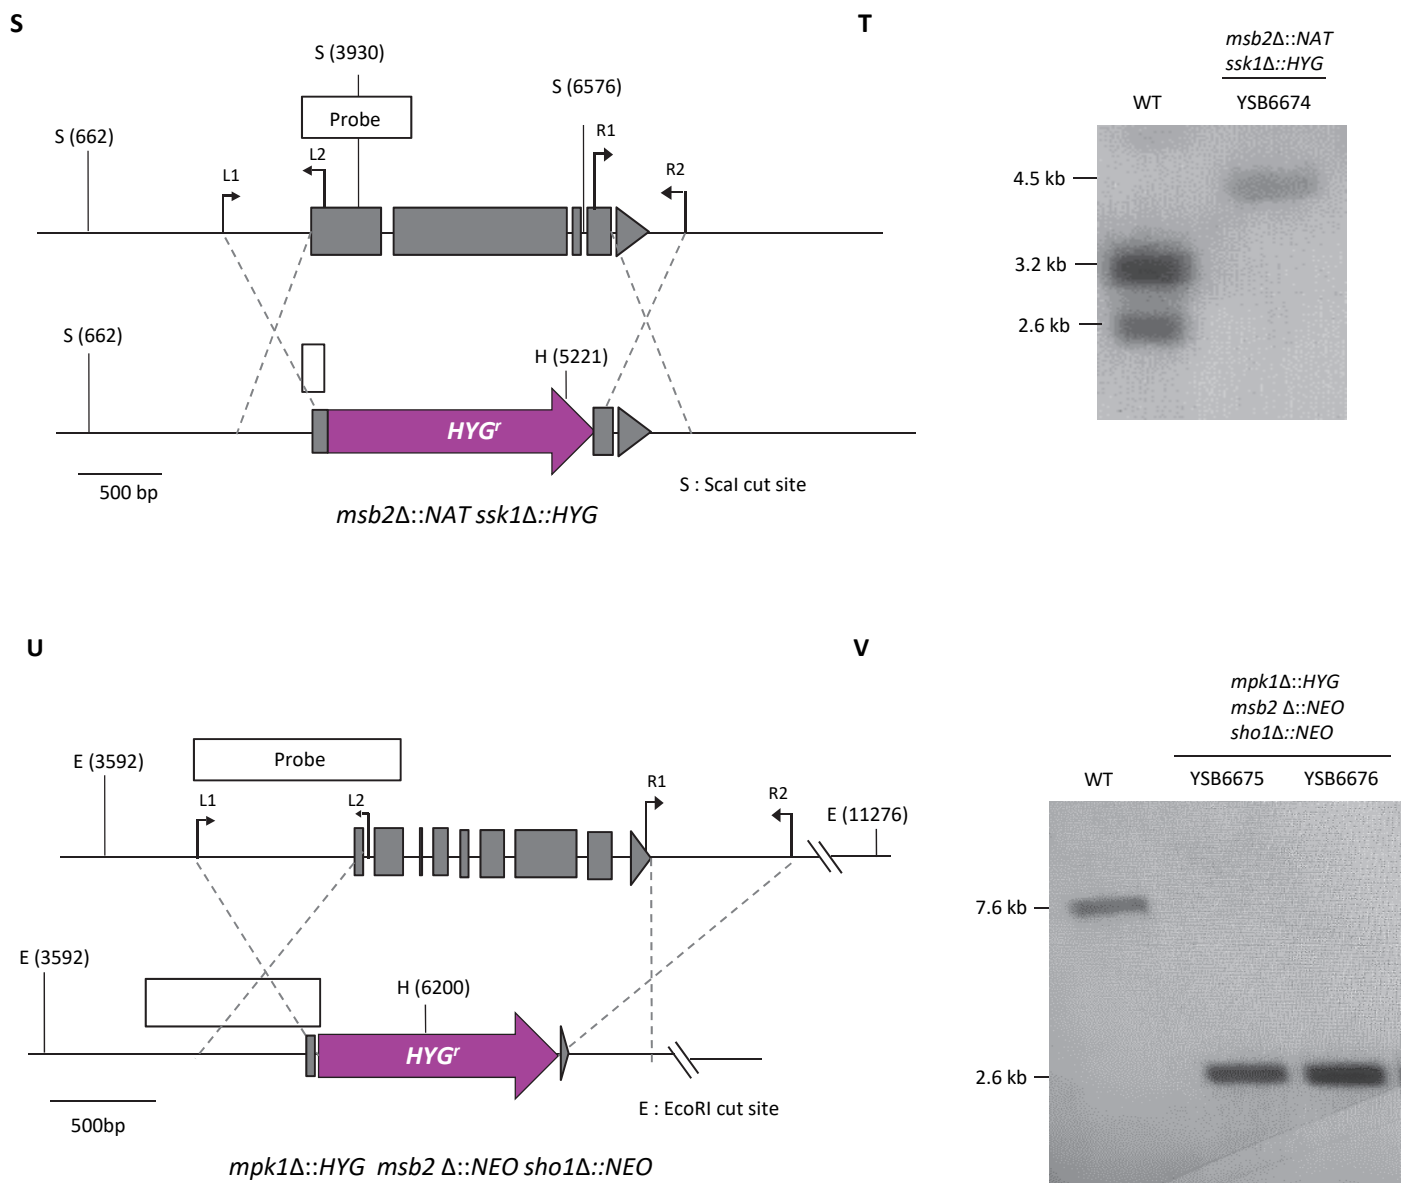 S
S (3930)
Probe
S (6576)
S (662)
L1
L2
R1
R2
S (662)
H (5221)
HYGʳ
500 bp
S : ScaI cut site
msb2Δ::NAT ssk1Δ::HYG
T
msb2Δ::NAT
ssk1Δ::HYG
WT
YSB6674
4.5 kb
3.2 kb
2.6 kb
U
E (3592)
Probe
L1
L2
R1
R2
E (11276)
E (3592)
H (6200)
HYGʳ
500bp
E : EcoRI cut site
mpk1Δ::HYG msb2 Δ::NEO sho1Δ::NEO
V
mpk1Δ::HYG
msb2 Δ::NEO
sho1Δ::NEO
WT
YSB6675
YSB6676
7.6 kb
2.6 kb